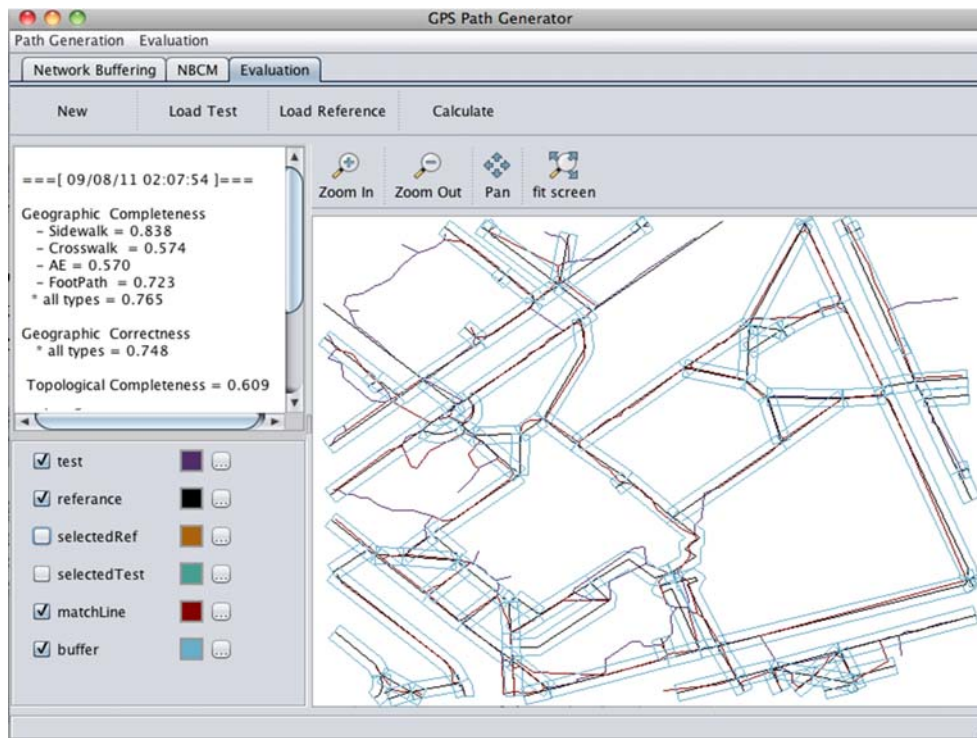 GPS Path Generator
Path Generation Evaluation
Network Buffering NBCM Evaluation
New Load Test Load Reference Calculate
===[ 09/08/11 02:07:54 ]===
Geographic Completeness
- Sidewalk = 0.838
- Crosswalk = 0.574
- AE = 0.570
- FootPath = 0.723
* all types = 0.765
Geographic Correctness
* all types = 0.748
Topological Completeness = 0.609
Zoom In Zoom Out Pan fit screen
test ...
referance ...
selectedRef ...
selectedTest ...
matchLine ...
buffer ...